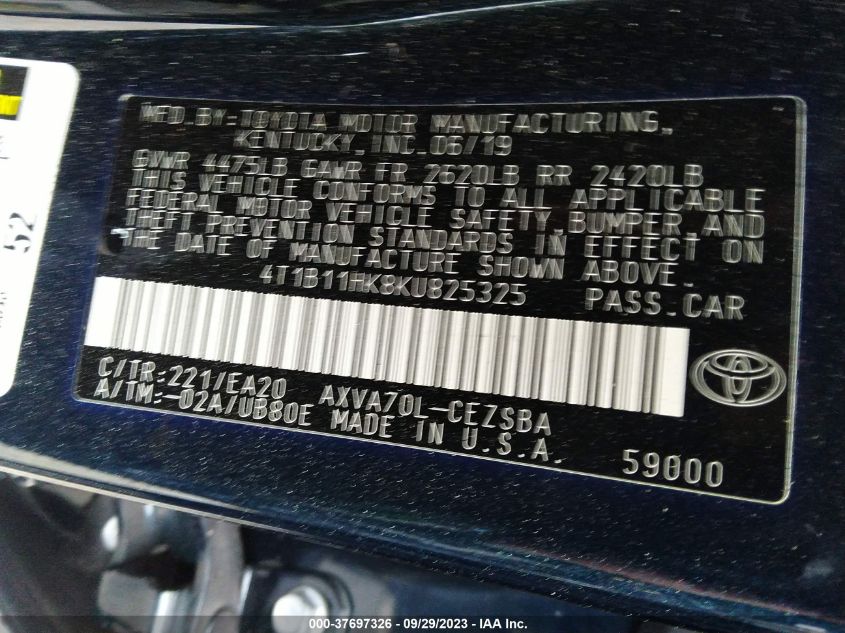 MFD.BY:TOYOTA MOTOR MANUFACTURING,
KENTUCKY, INC.06/19
GVWR 4475LB GAWR FR 2620LB RR 2420LB
THIS VEHICLE CONFORMS TO ALL APPLICABLE
FEDERAL MOTOR VEHICLE SAFETY,BUMPER,AND
THEFT PREVENTION STANDARDS IN EFFECT ON
THE DATE OF MANUFACTURE SHOWN ABOVE.
4T1B11HK8KU825325 PASS.CAR
C/TR:221/EA20 AXVA70L-CEZSBA
A/TM:-02A/UB80E MADE IN U.S.A.
59000
52
000-37697326 / 09/29/2023 / IAA Inc.